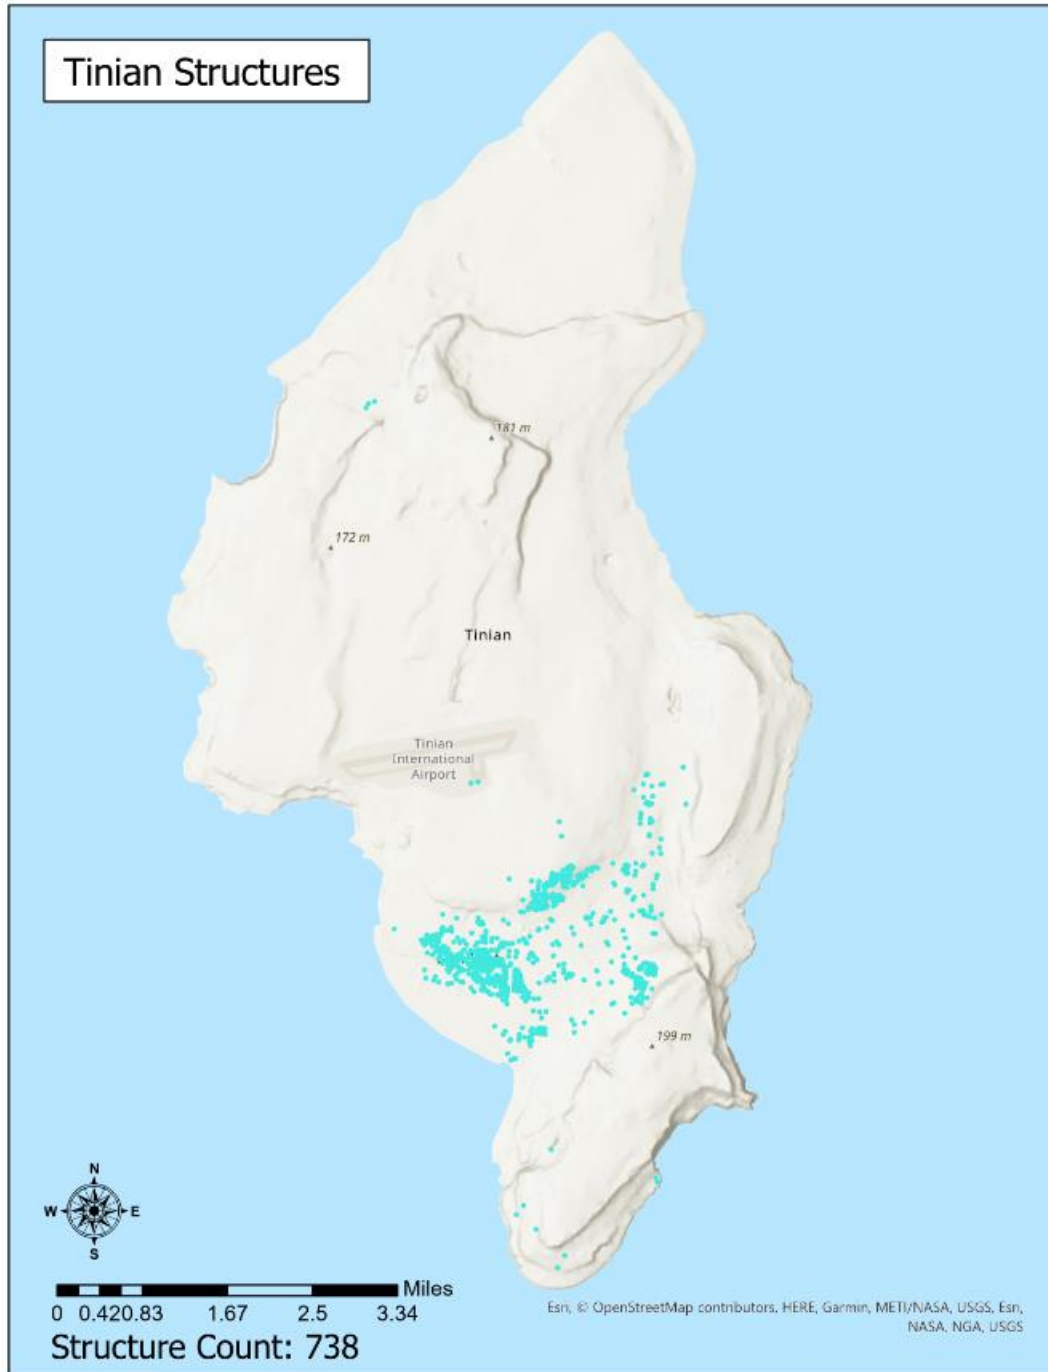 Tinian Structures
181 m
172 m
Tinian
Tinian
International
Airport
199 m
N
W E
S
Miles
0 0.420.83 1.67 2.5 3.34
Structure Count: 738
Esri, © OpenStreetMap contributors, HERE, Garmin, METI/NASA, USGS, Esri,
NASA, NGA, USGS